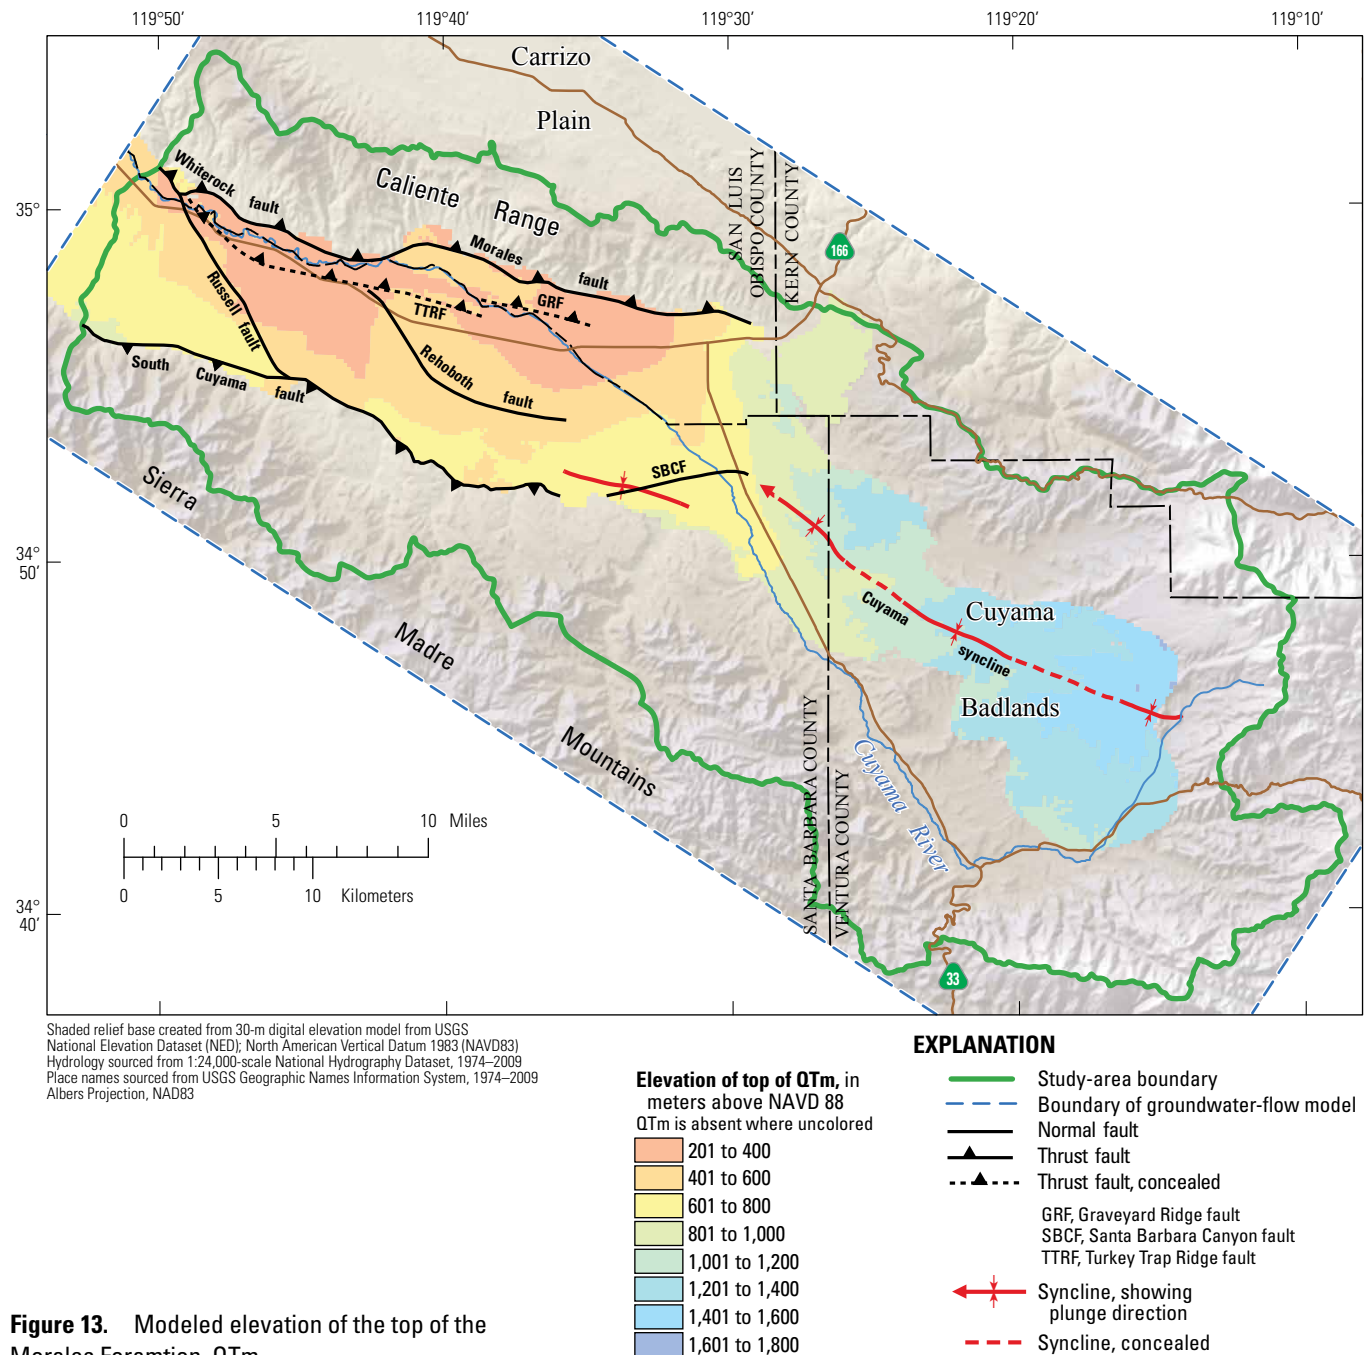 119°50′
119°40′
119°30′
119°20′
119°10′
Carrizo
Plain
Whiterock
fault
Caliente
Range
SAN LUIS
OBISPO COUNTY
KERN COUNTY
166
35°
Morales
fault
Russell fault
GRF
TTRF
Rehoboth
fault
South
Cuyama
fault
SBCF
Sierra
34°
50′
Cuyama
syncline
Cuyama
Badlands
Madre
Mountains
SANTA BARBARA COUNTY
VENTURA COUNTY
Cuyama River
0 5 10 Miles
0 5 10 Kilometers
34°
40′
33
Shaded relief base created from 30-m digital elevation model from USGS
National Elevation Dataset (NED); North American Vertical Datum 1983 (NAVD83)
Hydrology sourced from 1:24,000-scale National Hydrography Dataset, 1974–2009
Place names sourced from USGS Geographic Names Information System, 1974–2009
Albers Projection, NAD83
Elevation of top of QTm, in
meters above NAVD 88
QTm is absent where uncolored
201 to 400
401 to 600
601 to 800
801 to 1,000
1,001 to 1,200
1,201 to 1,400
1,401 to 1,600
1,601 to 1,800
EXPLANATION
Study-area boundary
Boundary of groundwater-flow model
Normal fault
Thrust fault
Thrust fault, concealed
GRF, Graveyard Ridge fault
SBCF, Santa Barbara Canyon fault
TTRF, Turkey Trap Ridge fault
Syncline, showing
plunge direction
Syncline, concealed
Figure 13. Modeled elevation of the top of the
Morales Foramtion, QTm